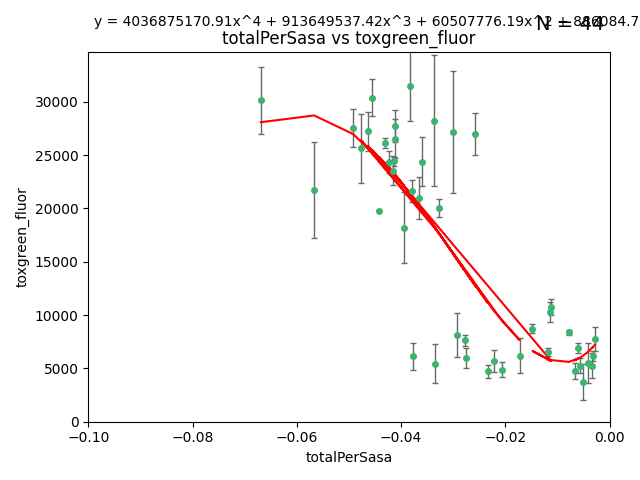 y = 4036875170.91x^4 + 913649537.42x^3 + 60507776.19x^2 +
N = 44
totalPerSasa vs toxgreen_fluor
30000
25000
20000
15000
10000
5000
0
toxgreen_fluor
−0.10 −0.08 −0.06 −0.04 −0.02 0.00
totalPerSasa